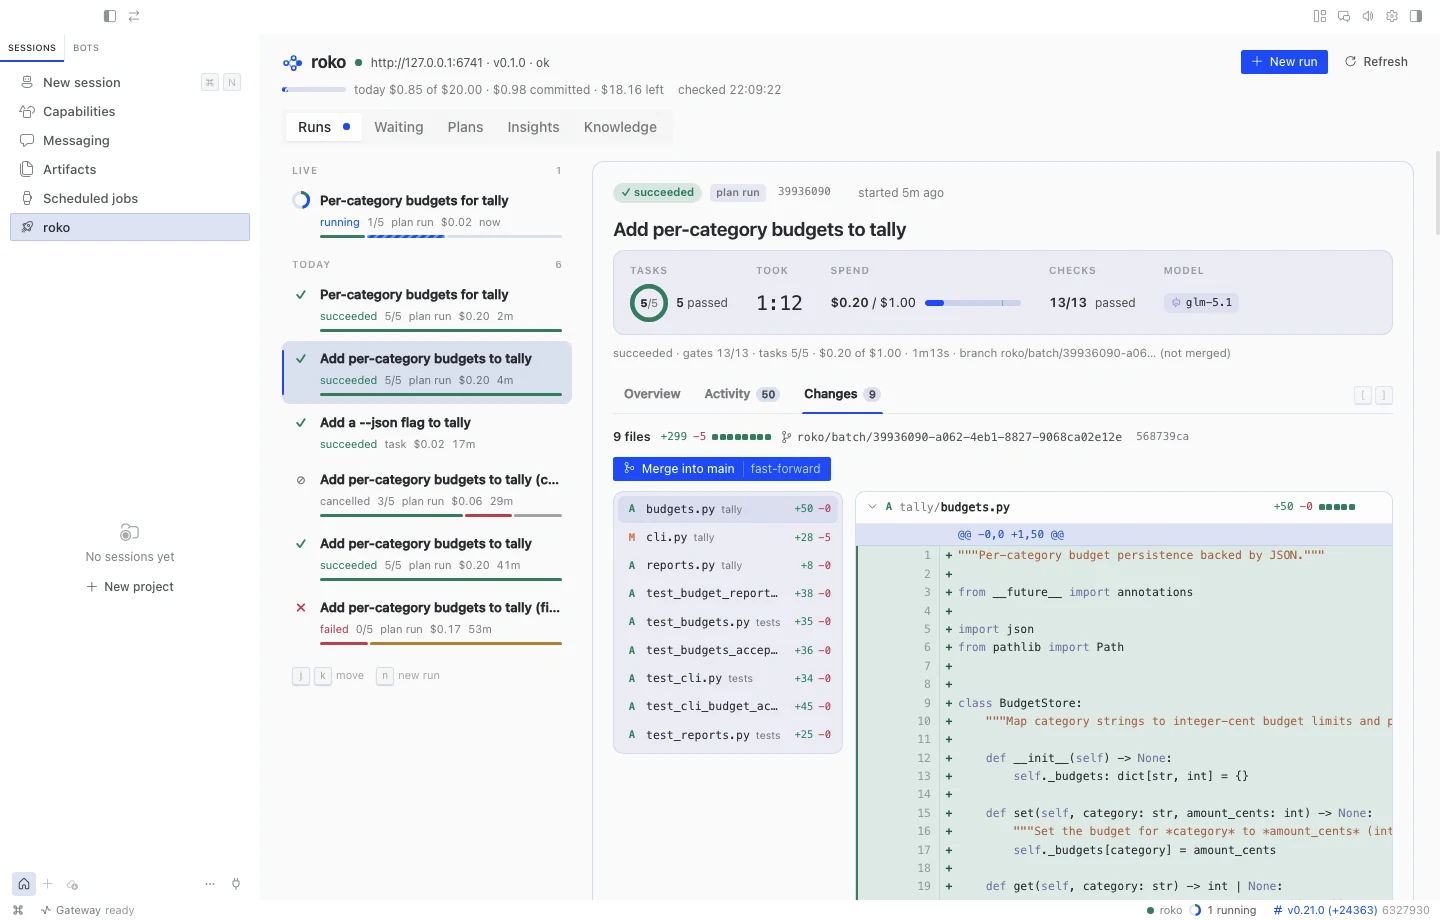 SESSIONS BOTS
New session ⌘ N
Capabilities
Messaging
Artifacts
Scheduled jobs
roko
No sessions yet
+ New project
Gateway ready
roko http://127.0.0.1:6741 · v0.1.0 · ok
+ New run Refresh
today $0.85 of $20.00 · $0.98 committed · $18.16 left checked 22:09:22
Runs Waiting Plans Insights Knowledge
LIVE 1
Per-category budgets for tally
running 1/5 plan run $0.02 now
TODAY 6
Per-category budgets for tally
succeeded 5/5 plan run $0.20 2m
Add per-category budgets to tally
succeeded 5/5 plan run $0.20 4m
Add a --json flag to tally
succeeded task $0.02 17m
Add per-category budgets to tally (c...
cancelled 3/5 plan run $0.06 29m
Add per-category budgets to tally
succeeded 5/5 plan run $0.20 41m
Add per-category budgets to tally (fi...
failed 0/5 plan run $0.17 53m
j k move n new run
✓ succeeded plan run 39936090 started 5m ago
Add per-category budgets to tally
TASKS TOOK SPEND CHECKS MODEL
5/5 5 passed 1:12 $0.20 / $1.00 13/13 passed glm-5.1
succeeded · gates 13/13 · tasks 5/5 · $0.20 of $1.00 · 1m13s · branch roko/batch/39936090-a06... (not merged)
Overview Activity 50 Changes 9 [ ]
9 files +299 −5 roko/batch/39936090-a062-4eb1-8827-9068ca02e12e 568739ca
Merge into main fast-forward
A budgets.py tally +50 −0
M cli.py tally +28 −5
A reports.py tally +8 −0
A test_budget_report... +38 −0
A test_budgets.py tests +35 −0
A test_budgets_accep... +36 −0
A test_cli.py tests +34 −0
A test_cli_budget_ac... +45 −0
A test_reports.py tests +25 −0
A tally/budgets.py +50 −0
@@ -0,0 +1,50 @@
1 + """Per-category budget persistence backed by JSON."""
2 +
3 + from __future__ import annotations
4 +
5 + import json
6 + from pathlib import Path
7 +
8 +
9 + class BudgetStore:
10 + """Map category strings to integer-cent budget limits and p
11 +
12 + def __init__(self) -> None:
13 + self._budgets: dict[str, int] = {}
14 +
15 + def set(self, category: str, amount_cents: int) -> None:
16 + """Set the budget for *category* to *amount_cents* (int
17 + self._budgets[category] = amount_cents
18 +
19 + def get(self, category: str) -> int | None:
roko 1 running # v0.21.0 (+24363) 6327930